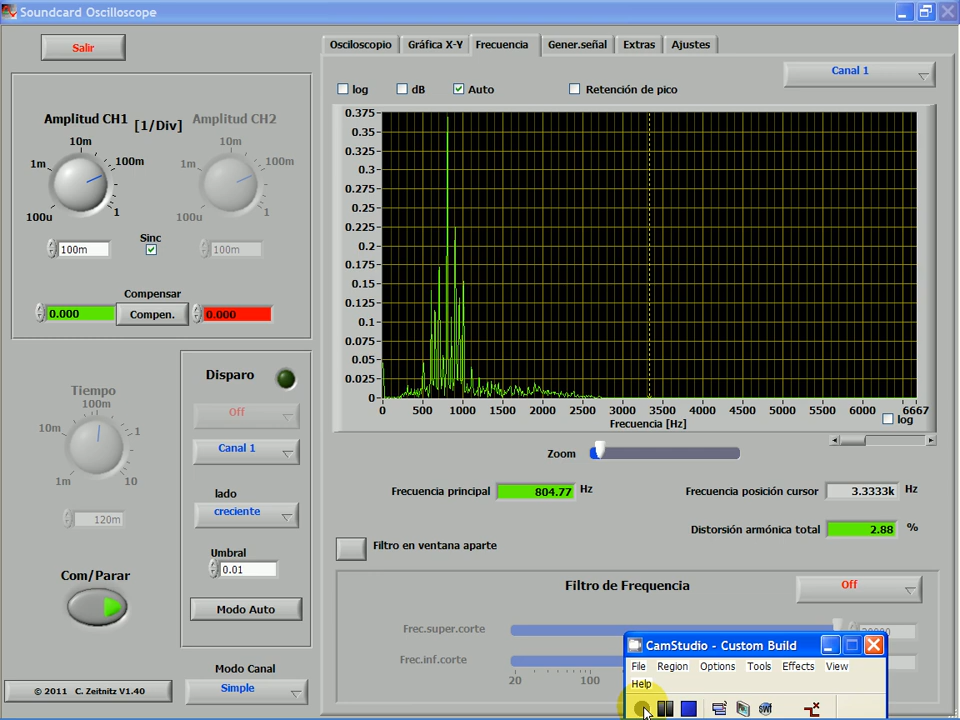 Soundcard Oscilloscope
Salir
Osciloscopio Gráfica X-Y Frecuencia Gener.señal Extras Ajustes
Canal 1
log dB Auto Retención de pico
Amplitud CH1 [1/Div] Amplitud CH2
10m 10m
1m 100m 1m 100m
100u 1 100u 1
100m Sinc 100m
Compensar
0.000 Compen. 0.000
0.375
0.35
0.325
0.3
0.275
0.25
0.225
0.2
0.175
0.15
0.125
0.1
0.075
0.05
0.025
0
0 500 1000 1500 2000 2500 3000 3500 4000 4500 5000 5500 6000 6667
Frecuencia [Hz]
log
Zoom
Frecuencia principal 804.77 Hz
Frecuencia posición cursor 3.3333k Hz
Distorsión armónica total 2.88 %
Filtro en ventana aparte
Tiempo
100m
10m 1
1m 10
120m
Com/Parar
Disparo
Off
Canal 1
lado
creciente
Umbral
0.01
Modo Auto
© 2011 C. Zeitnitz V1.40
Modo Canal
Simple
Filtro de Frecuencia Off
Frec.super.corte
Frec.inf.corte
20 100
CamStudio - Custom Build
File Region Options Tools Effects View
Help